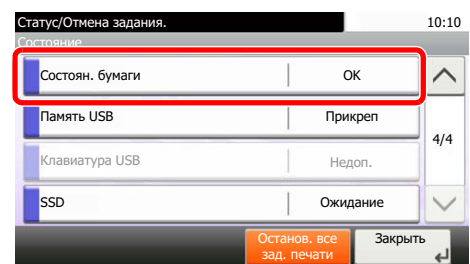 Статус/Отмена задания. 10:10
Состояние
Состоян. бумаги OK
Память USB Прикреп
4/4
Клавиатура USB Недоп.
SSD Ожидание
Останов. все Закрыть
зад. печати